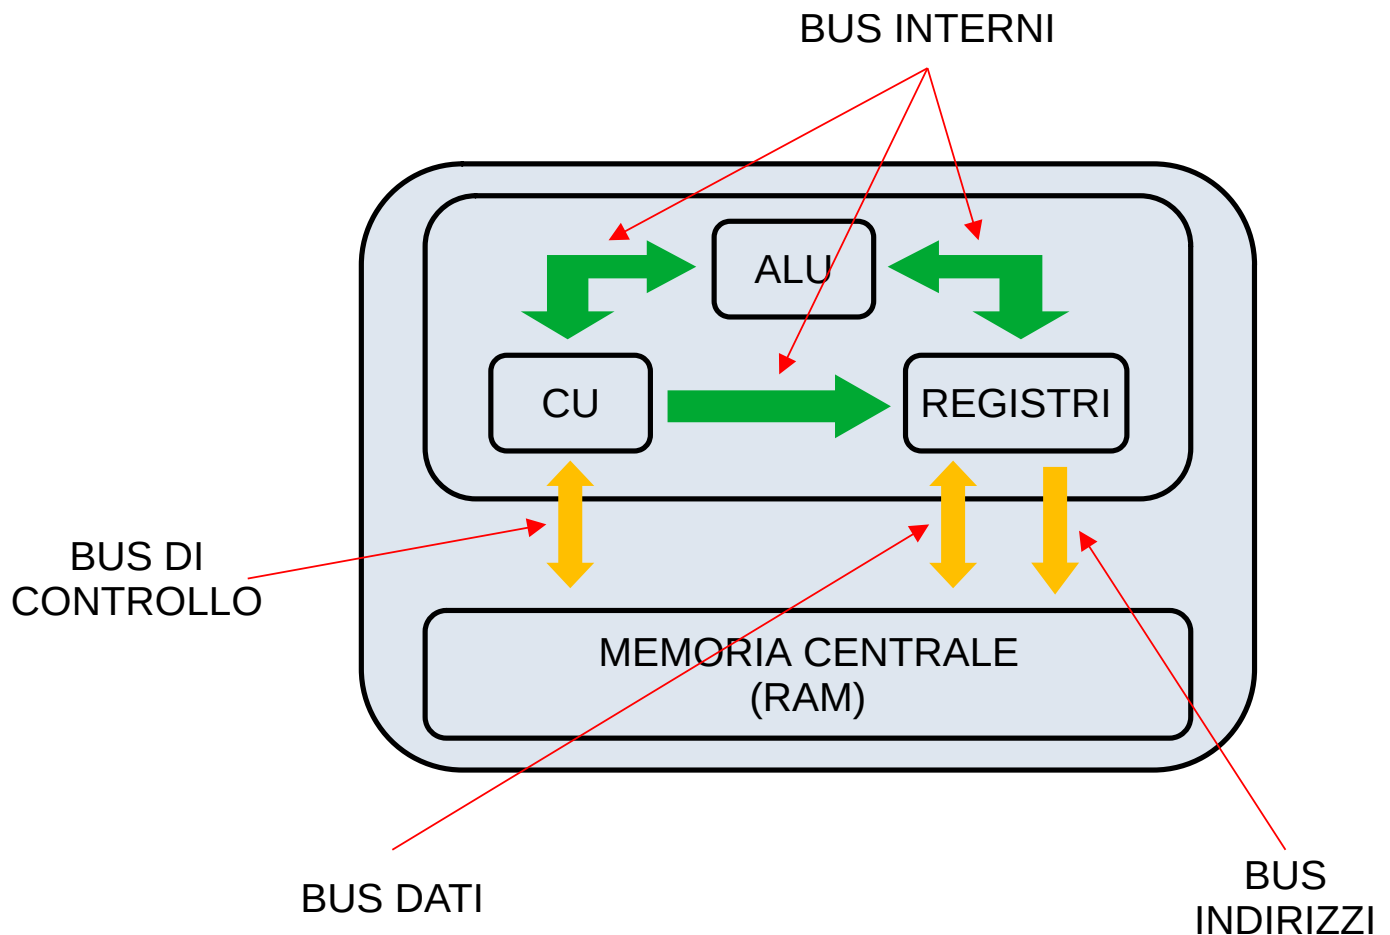 BUS INTERNI
ALU
CU
REGISTRI
BUS DI
CONTROLLO
MEMORIA CENTRALE
(RAM)
BUS DATI
BUS
INDIRIZZI